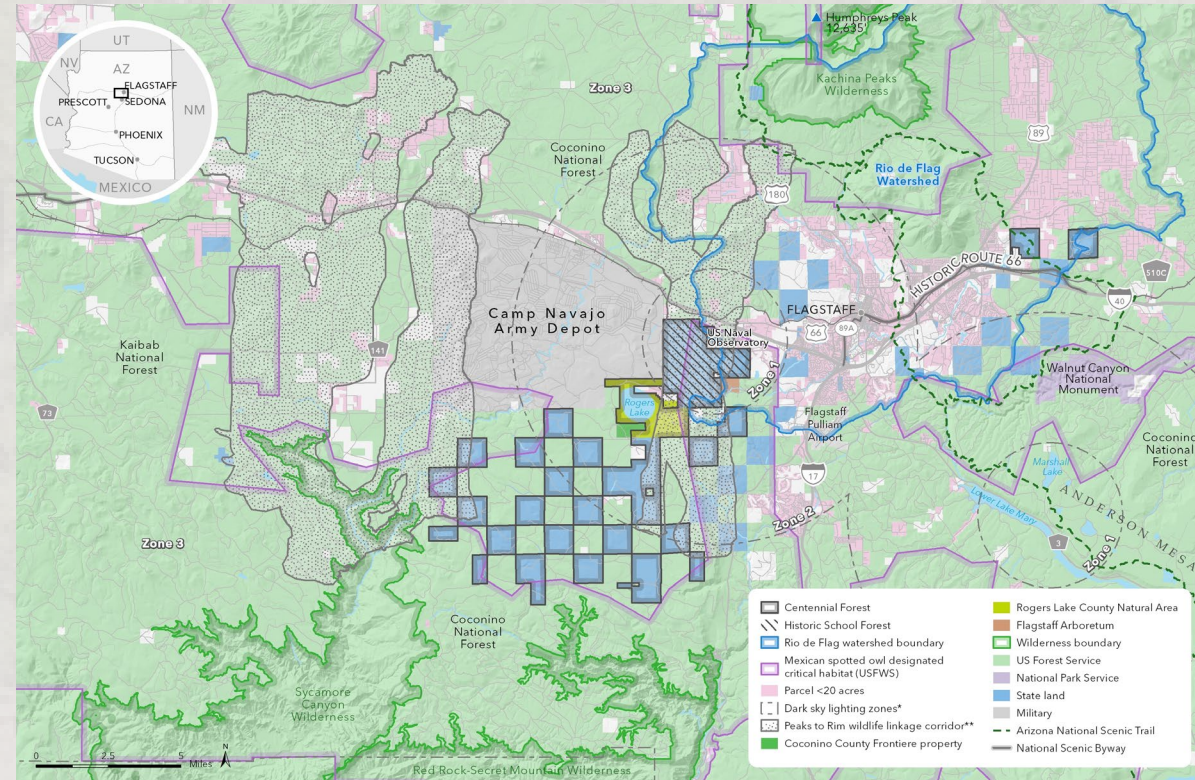 UT
NV
AZ
FLAGSTAFF
PRESCOTT
SEDONA
NM
CA
PHOENIX
TUCSON
MEXICO
Humphreys Peak
12,635'
Zone 3
Kachina Peaks
Wilderness
Coconino
National
Forest
89
Rio de Flag
Watershed
180
HISTORIC ROUTE 66
510C
40
Camp Navajo
Army Depot
FLAGSTAFF
66
89A
US Naval
Observatory
141
Kaibab
National
Forest
Zone 1
Walnut Canyon
National
Monument
73
Rogers
Lake
Flagstaff
Pulliam
Airport
Coconino
National
Forest
17
Marshall
Lake
Lower Lake Mary
ANDERSON MESA
Zone 2
3
Zone 1
Zone 3
Coconino
National
Forest
Sycamore
Canyon
Wilderness
Red Rock-Secret Mountain Wilderness
0 2.5 5
Miles
N
Centennial Forest
Historic School Forest
Rio de Flag watershed boundary
Mexican spotted owl designated
critical habitat (USFWS)
Parcel <20 acres
Dark sky lighting zones*
Peaks to Rim wildlife linkage corridor**
Coconino County Frontiere property
Rogers Lake County Natural Area
Flagstaff Arboretum
Wilderness boundary
US Forest Service
National Park Service
State land
Military
Arizona National Scenic Trail
National Scenic Byway